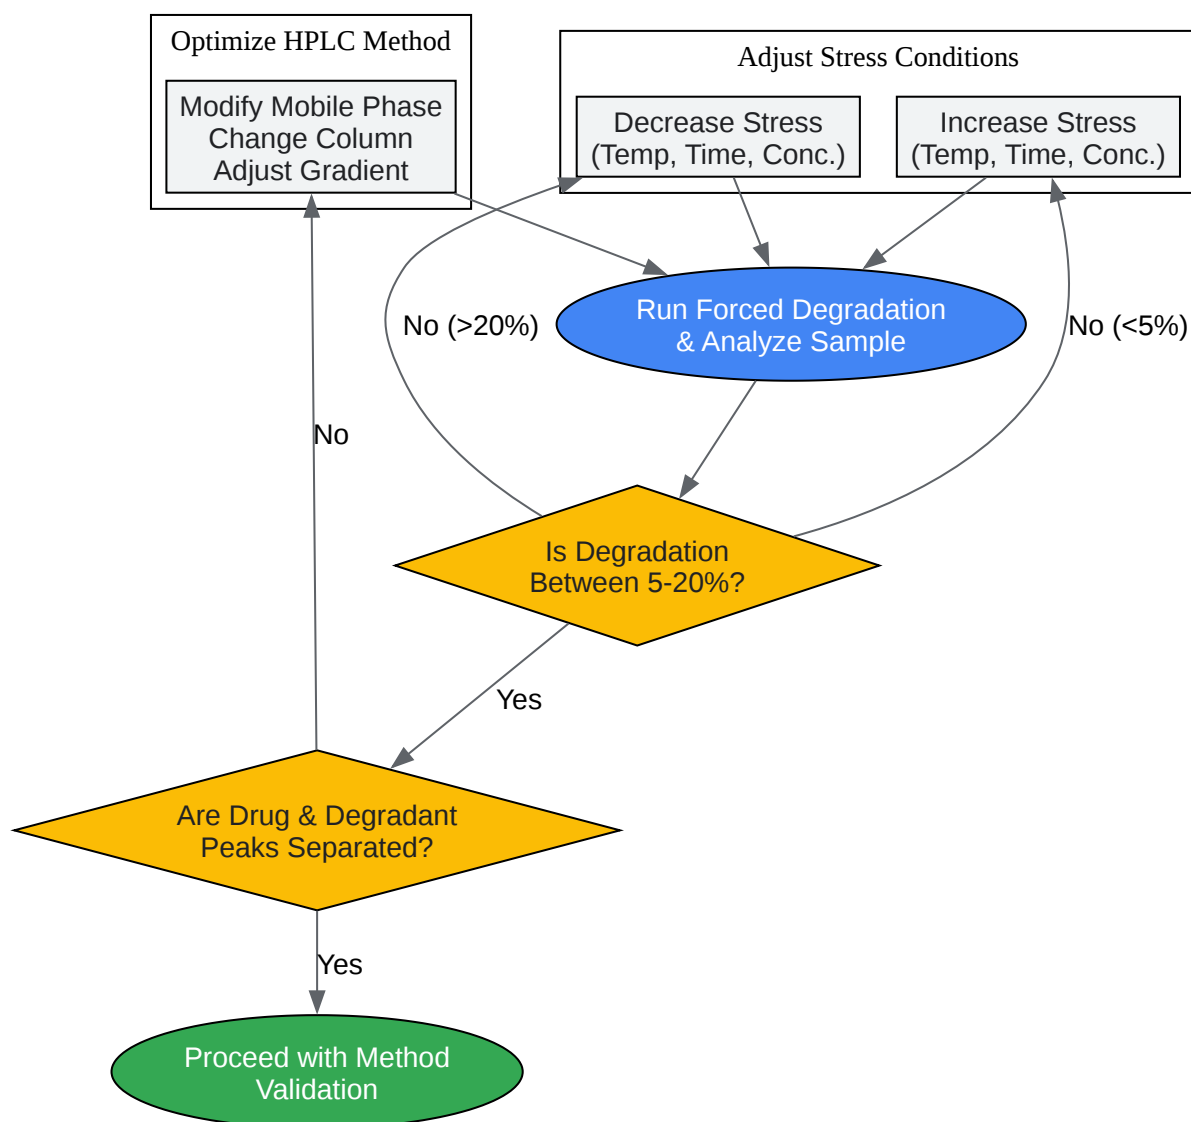 Optimize HPLC Method
Modify Mobile Phase
Change Column
Adjust Gradient
Adjust Stress Conditions
Decrease Stress
(Temp, Time, Conc.)
Increase Stress
(Temp, Time, Conc.)
Run Forced Degradation
& Analyze Sample
No (>20%)
No (<5%)
No
Is Degradation
Between 5-20%?
Yes
Are Drug & Degradant
Peaks Separated?
Yes
Proceed with Method
Validation